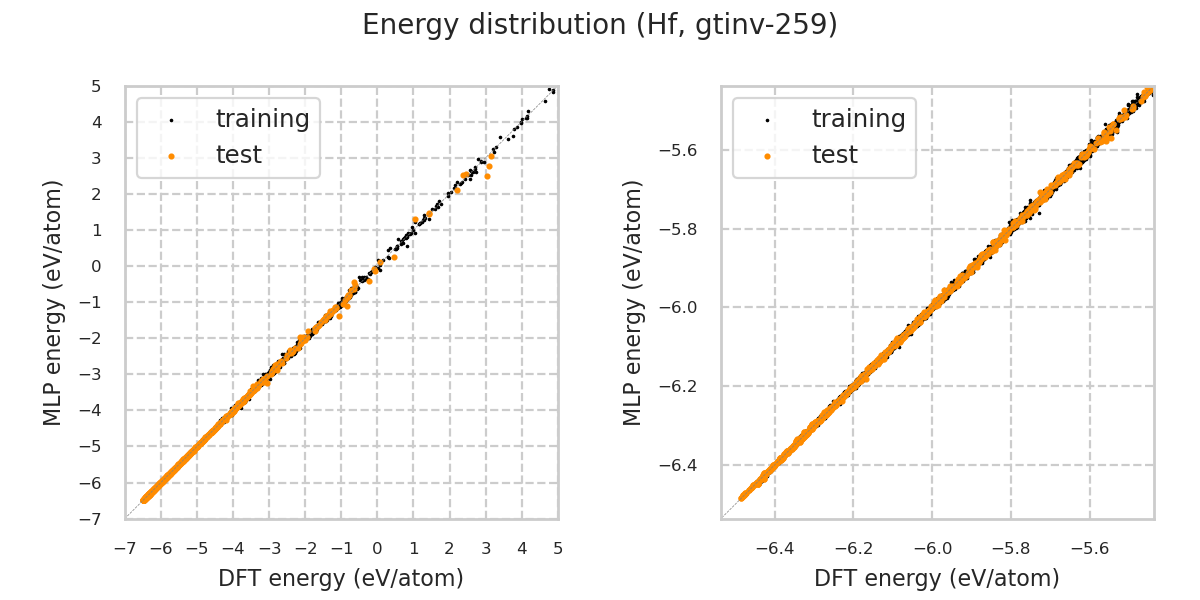 Energy distribution (Hf, gtinv-259)
training
test
5
4
3
2
1
0
−1
−2
−3
−4
−5
−6
−7
−7 −6 −5 −4 −3 −2 −1 0 1 2 3 4 5
MLP energy (eV/atom)
DFT energy (eV/atom)
training
test
−5.6
−5.8
−6.0
−6.2
−6.4
−6.4 −6.2 −6.0 −5.8 −5.6
MLP energy (eV/atom)
DFT energy (eV/atom)